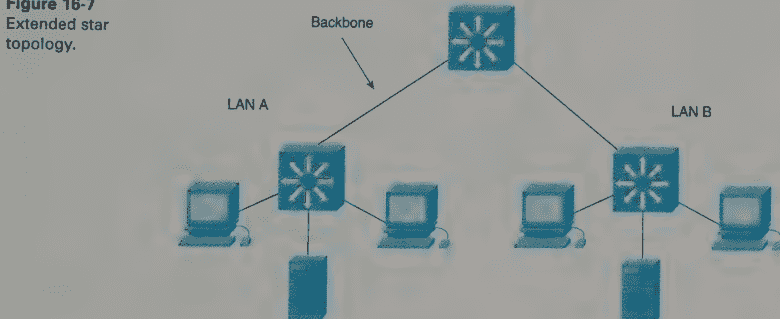 Figure 16-7
Extended star
topology.
Backbone
LAN A
LAN B